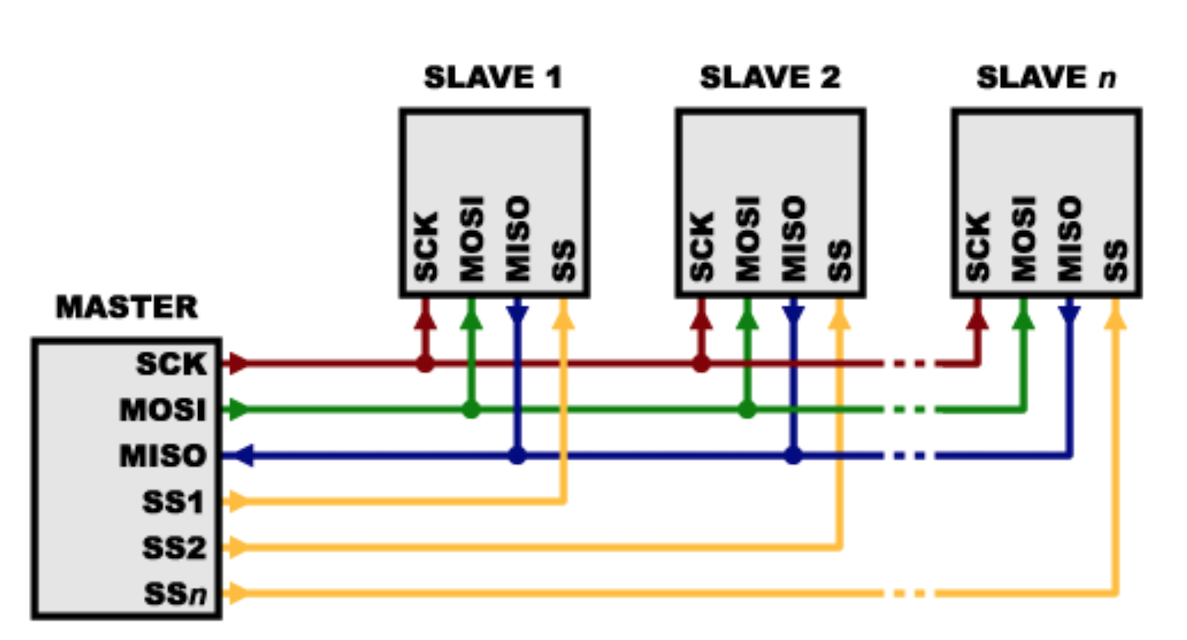 SLAVE 1 SLAVE 2 SLAVE n
SCK MOSI MISO SS SCK MOSI MISO SS SCK MOSI MISO SS
MASTER
SCK
MOSI
MISO
SS1
SS2
SSn